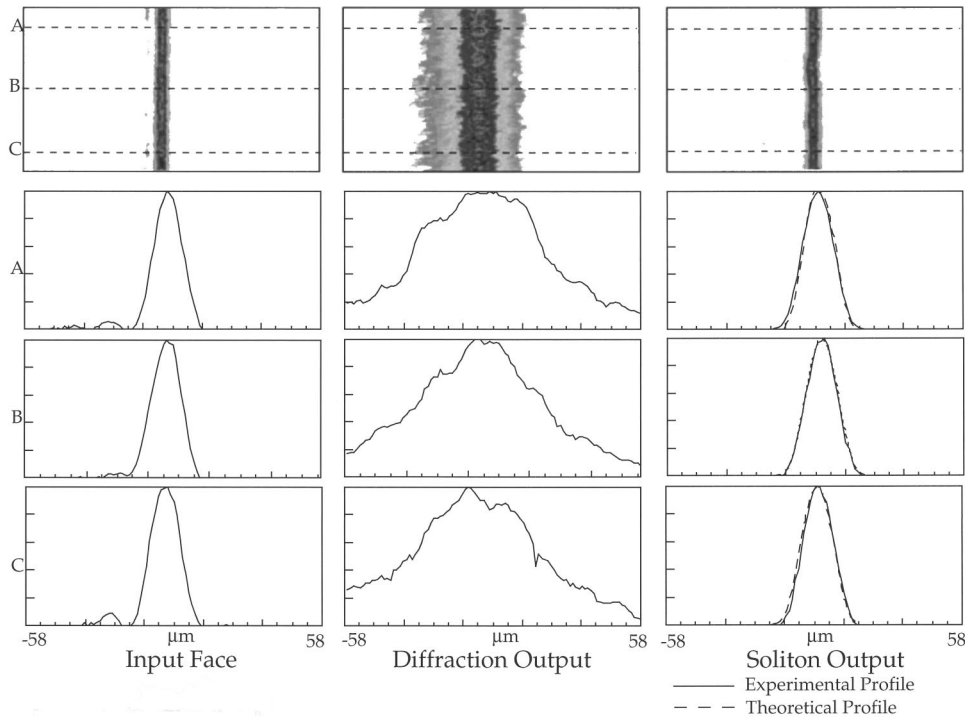 A
B
C
A
B
C
-58 μm 58
-58 μm 58
-58 μm 58
Input Face
Diffraction Output
Soliton Output
Experimental Profile
Theoretical Profile